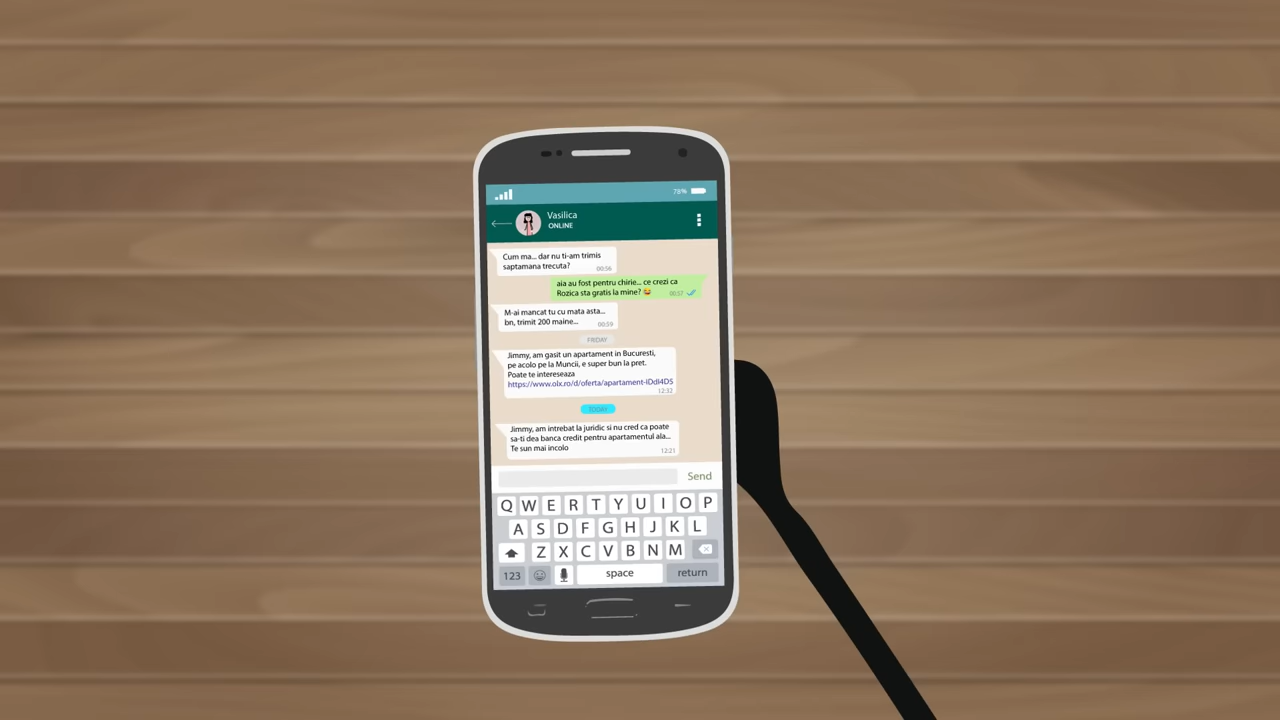 78%
Vasilica
ONLINE
Cum ma... dar nu ti-am trimis
saptamana trecuta?
00:56
aia au fost pentru chirie... ce crezi ca
Rozica sta gratis la mine? 😄
00:57
M-ai mancat tu cu mata asta...
bn, trimit 200 maine...
00:59
FRIDAY
Jimmy, am gasit un apartament in Bucuresti,
pe acolo pe la Muncii, e super bun la pret.
Poate te intereseaza
https://www.olx.ro/d/oferta/apartament-iDdI4D5
12:32
TODAY
Jimmy, am intrebat la juridic si nu cred ca poate
sa-ti dea banca credit pentru apartamentul ala...
Te sun mai incolo
12:21
Send
Q W E R T Y U I O P
A S D F G H J K L
Z X C V B N M
123 space return